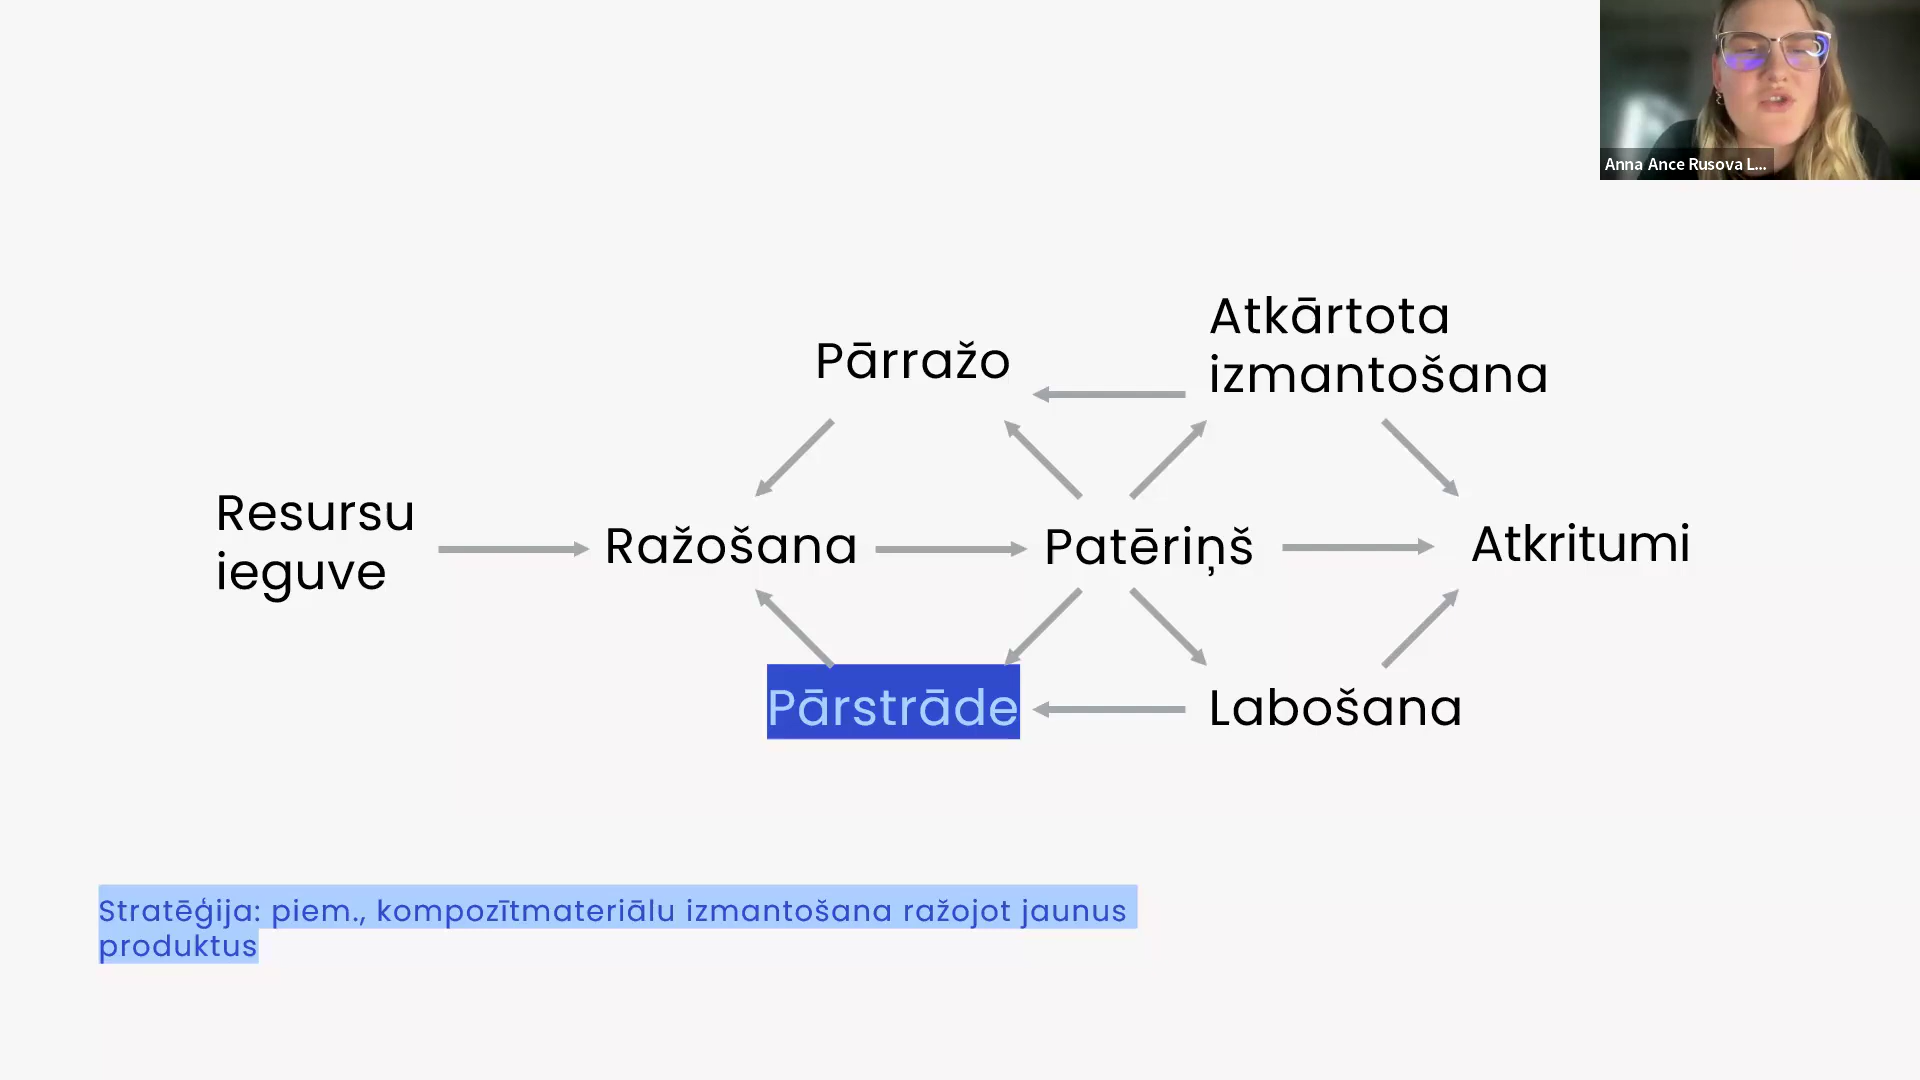 Anna Ance Rusova L...
Atkārtota
izmantošana
Pārražo
Resursu
ieguve
Ražošana
Patēriņš
Atkritumi
Pārstrāde
Labošana
Stratēģija: piem., kompozītmateriālu izmantošana ražojot jaunus
produktus